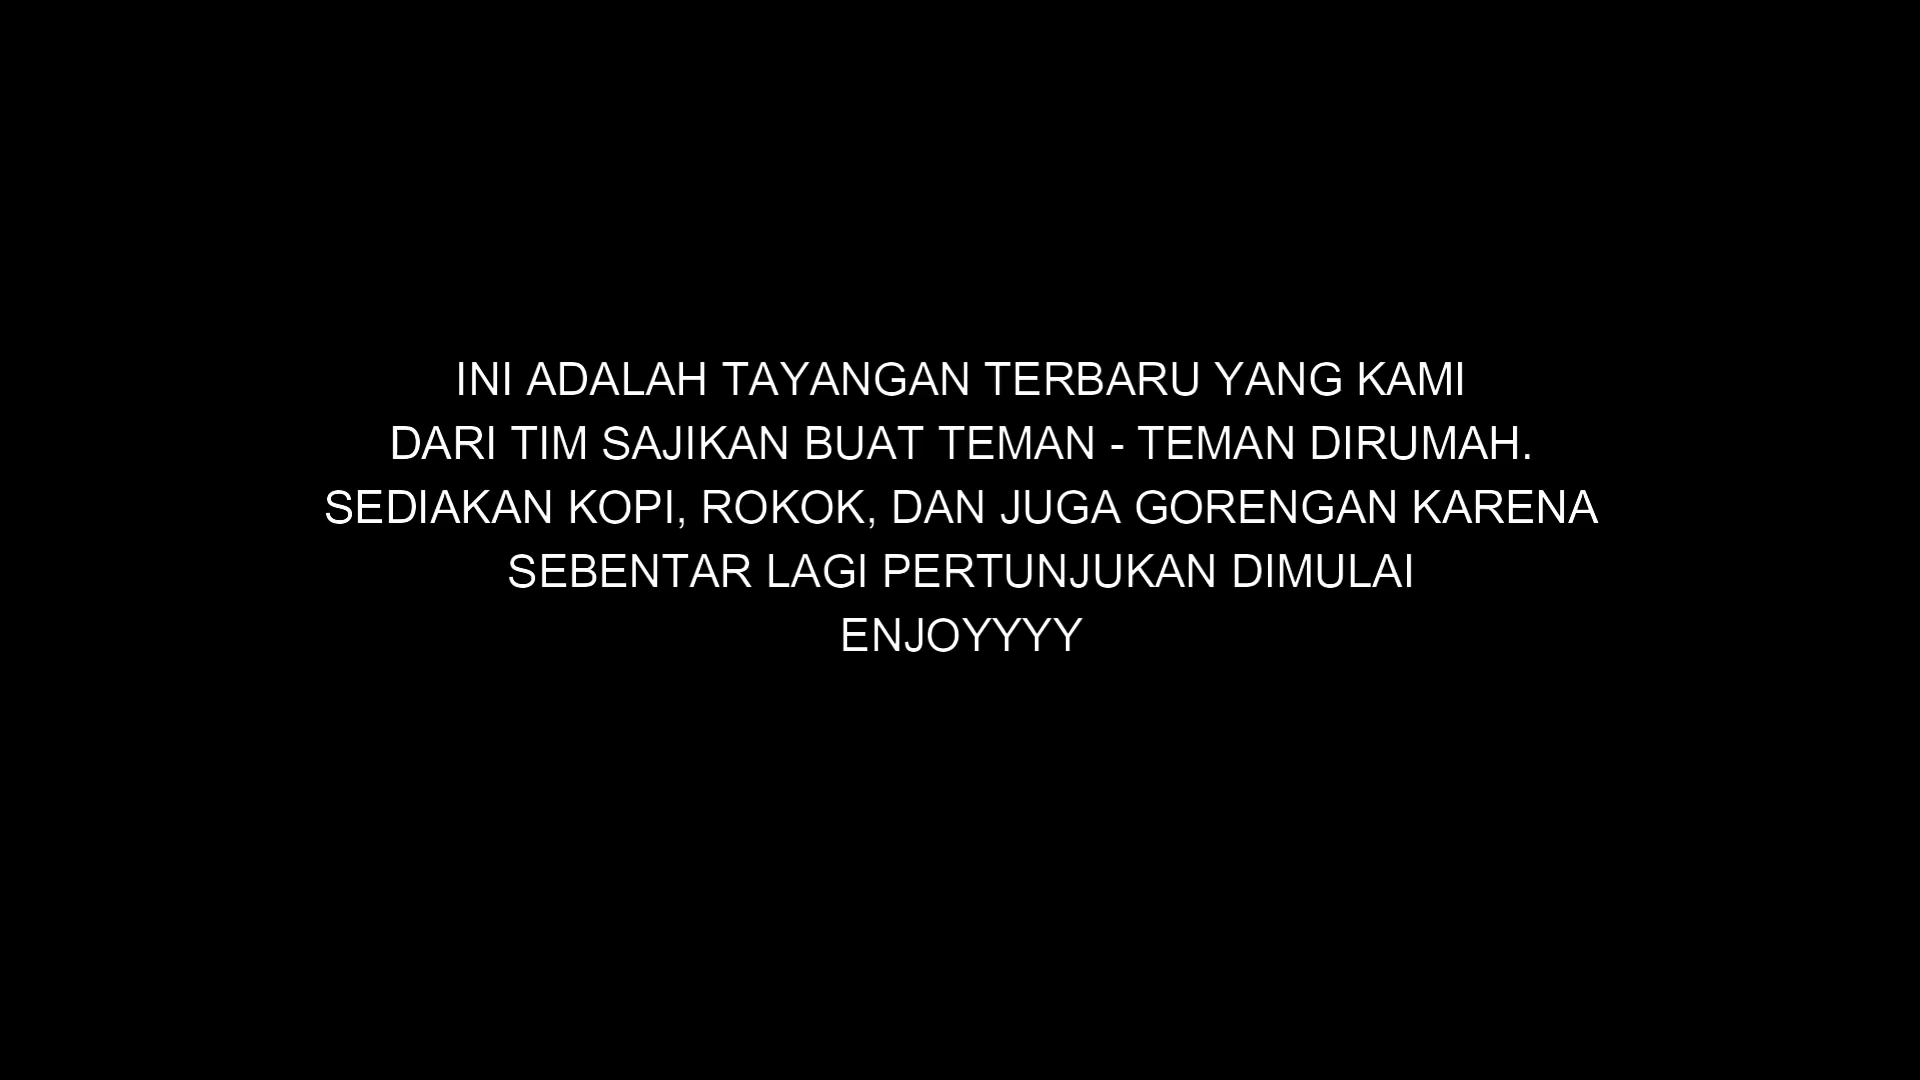 INI ADALAH TAYANGAN TERBARU YANG KAMI
DARI TIM SAJIKAN BUAT TEMAN - TEMAN DIRUMAH.
SEDIAKAN KOPI, ROKOK, DAN JUGA GORENGAN KARENA
SEBENTAR LAGI PERTUNJUKAN DIMULAI
ENJOYYYY